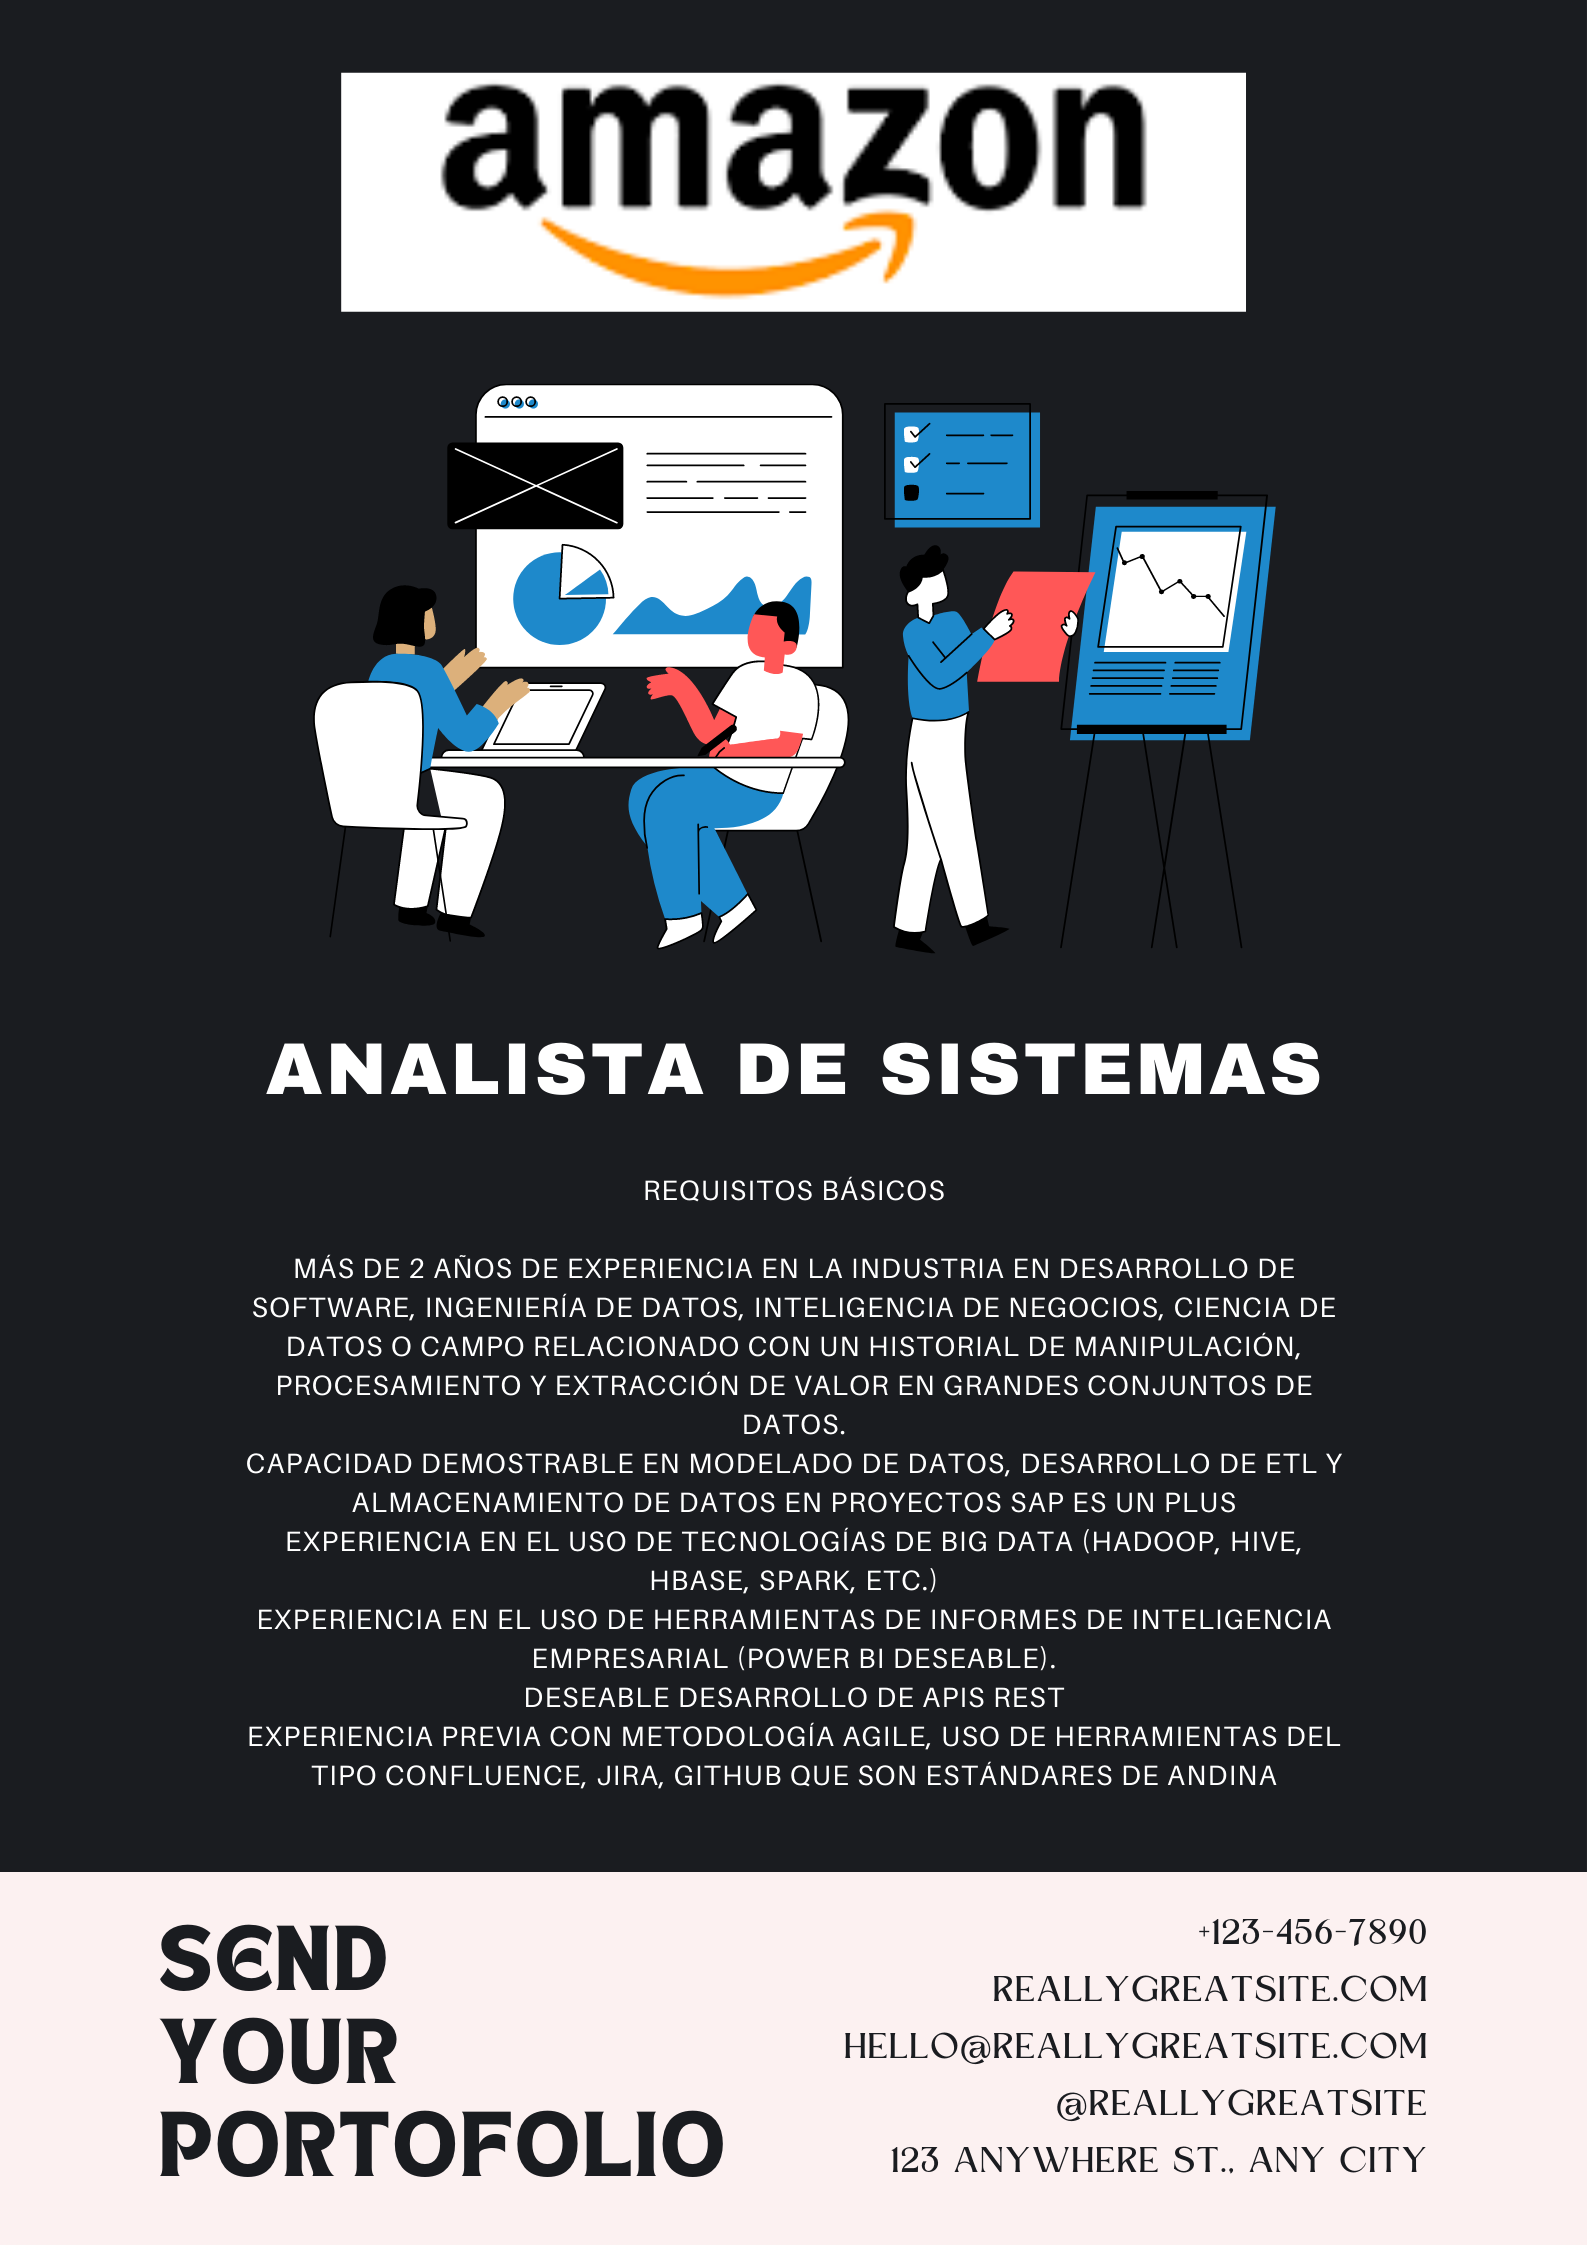 amazon
ANALISTA DE SISTEMAS
REQUISITOS BÁSICOS
MÁS DE 2 AÑOS DE EXPERIENCIA EN LA INDUSTRIA EN DESARROLLO DE
SOFTWARE, INGENIERÍA DE DATOS, INTELIGENCIA DE NEGOCIOS, CIENCIA DE
DATOS O CAMPO RELACIONADO CON UN HISTORIAL DE MANIPULACIÓN,
PROCESAMIENTO Y EXTRACCIÓN DE VALOR EN GRANDES CONJUNTOS DE
DATOS.
CAPACIDAD DEMOSTRABLE EN MODELADO DE DATOS, DESARROLLO DE ETL Y
ALMACENAMIENTO DE DATOS EN PROYECTOS SAP ES UN PLUS
EXPERIENCIA EN EL USO DE TECNOLOGÍAS DE BIG DATA (HADOOP, HIVE,
HBASE, SPARK, ETC.)
EXPERIENCIA EN EL USO DE HERRAMIENTAS DE INFORMES DE INTELIGENCIA
EMPRESARIAL (POWER BI DESEABLE).
DESEABLE DESARROLLO DE APIS REST
EXPERIENCIA PREVIA CON METODOLOGÍA AGILE, USO DE HERRAMIENTAS DEL
TIPO CONFLUENCE, JIRA, GITHUB QUE SON ESTÁNDARES DE ANDINA
SEND
YOUR
PORTOFOLIO
+123-456-7890
REALLYGREATSITE.COM
HELLO@REALLYGREATSITE.COM
@REALLYGREATSITE
123 ANYWHERE ST., ANY CITY